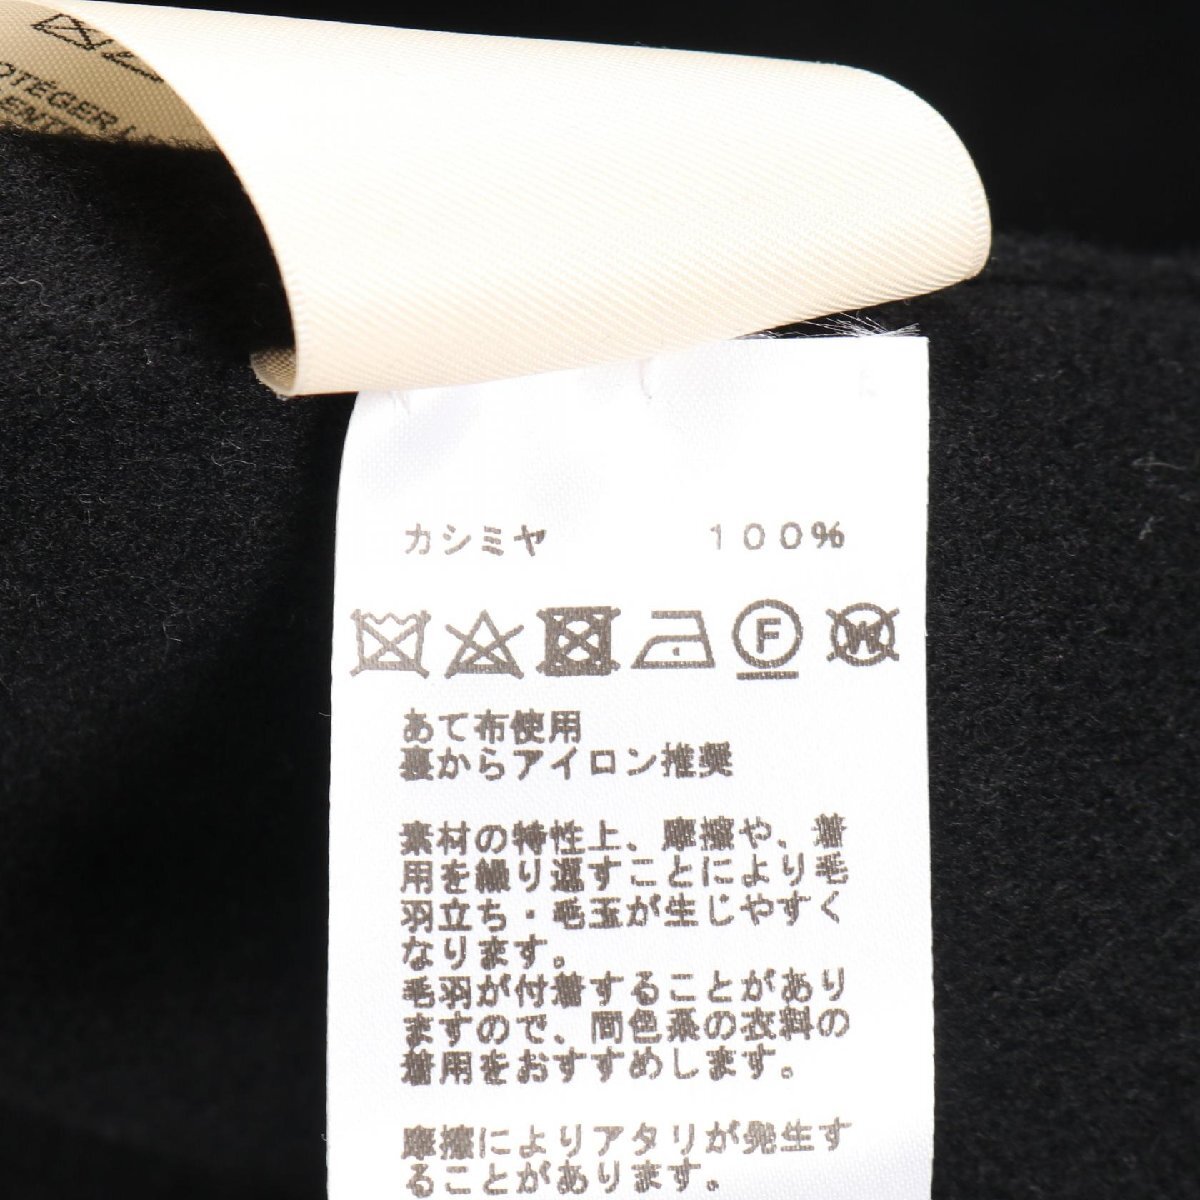 OTÉGER L
LENT
カシミヤ 100%
F W
あて布使用
裏からアイロン推奨
素材の特性上、摩擦や、着
用を繰り返すことにより毛
羽立ち・毛玉が生じやすく
なります。
毛羽が付着することがあり
ますので、同色系の衣料の
着用をおすすめします。
摩擦によりアタリが発生す
ることがあります。